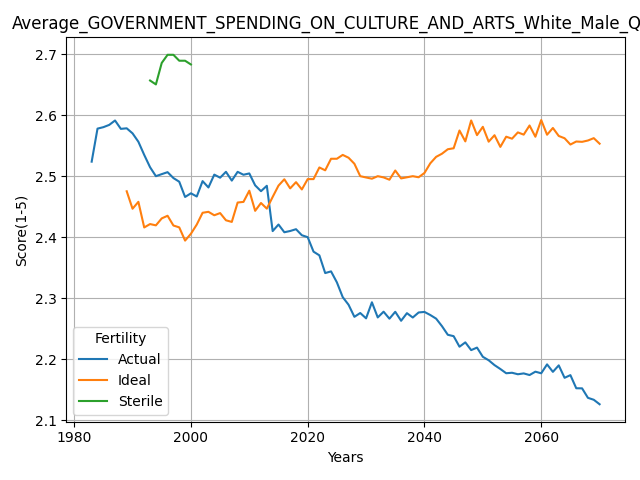 Average_GOVERNMENT_SPENDING_ON_CULTURE_AND_ARTS_White_Male_Q
2.7
2.6
2.5
2.4
2.3
2.2
2.1
Score(1-5)
Fertility
Actual
Ideal
Sterile
1980 2000 2020 2040 2060
Years